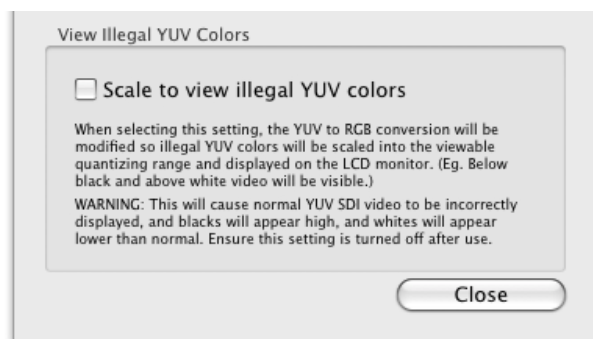 View Illegal YUV Colors
Scale to view illegal YUV colors
When selecting this setting, the YUV to RGB conversion will be
modified so illegal YUV colors will be scaled into the viewable
quantizing range and displayed on the LCD monitor. (Eg. Below
black and above white video will be visible.)
WARNING: This will cause normal YUV SDI video to be incorrectly
displayed, and blacks will appear high, and whites will appear
lower than normal. Ensure this setting is turned off after use.
Close